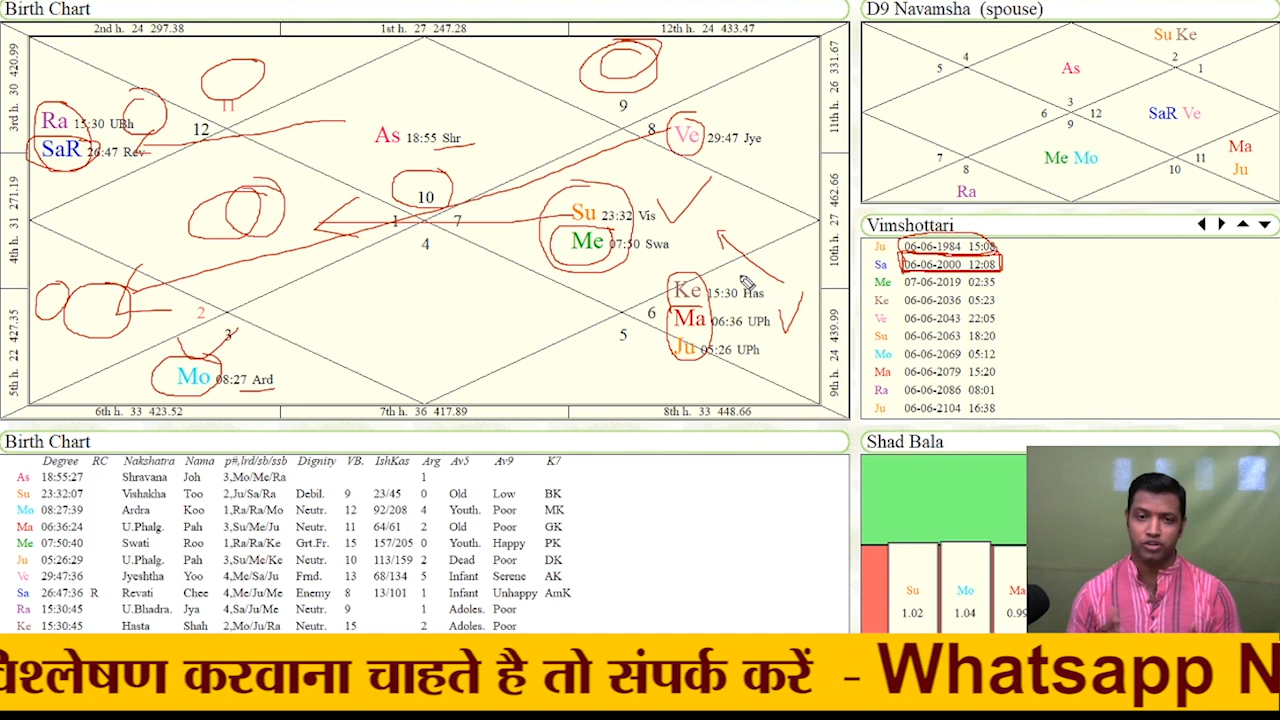 Birth Chart
2nd h. 24 297.38
1st h. 27 247.28
12th h. 24 433.47
3rd h. 30 420.99
4th h. 31 271.19
5th h. 22 427.35
11th h. 26 331.67
10th h. 27 462.66
9th h. 24 439.99
11
9
Ra 15:30 UBh
SaR 26:47 Rev
12
As 18:55 Shr
8
Ve 29:47 Jye
10
1
7
4
Su 23:32 Vis
Me 07:50 Swa
2
3
Mo 08:27 Ard
6
5
Ke 15:30 Has
Ma 06:36 UPh
Ju 05:26 UPh
6th h. 33 423.52
7th h. 36 417.89
8th h. 33 448.66
D9 Navamsha (spouse)
Su Ke
4
5
As
2
1
3
6 12
9
SaR Ve
7
8
Me Mo
11
10
Ma
Ju
Ra
Vimshottari
Ju 06-06-1984 15:08
Sa 06-06-2000 12:08
Me 07-06-2019 02:35
Ke 06-06-2036 05:23
Ve 06-06-2043 22:05
Su 06-06-2063 18:20
Mo 06-06-2069 05:12
Ma 06-06-2079 15:20
Ra 06-06-2086 08:01
Ju 06-06-2104 16:38
Birth Chart
Degree RC Nakshatra Nama p#,lrd/sb/ssb Dignity VB. IshKas Arg Av5 Av9 K7
As 18:55:27 Shravana Joh 3,Mo/Me/Ra 1
Su 23:32:07 Vishakha Too 2,Ju/Sa/Ra Debil. 9 23/45 0 Old Low BK
Mo 08:27:39 Ardra Koo 1,Ra/Ra/Mo Neutr. 12 92/208 4 Youth. Poor MK
Ma 06:36:24 U.Phalg. Pah 3,Su/Me/Ju Neutr. 11 64/61 2 Old Poor GK
Me 07:50:40 Swati Roo 1,Ra/Ra/Ke Grt.Fr. 15 157/205 0 Youth. Happy PK
Ju 05:26:29 U.Phalg. Pah 3,Su/Me/Ke Neutr. 10 113/159 2 Dead Poor DK
Ve 29:47:36 Jyeshtha Yoo 4,Me/Sa/Ju Frnd. 13 68/134 5 Infant Serene AK
Sa 26:47:36 R Revati Chee 4,Me/Ju/Me Enemy 8 13/101 1 Infant Unhappy AmK
Ra 15:30:45 U.Bhadra. Jya 4,Sa/Ju/Me Neutr. 9 1 Adoles. Poor
Ke 15:30:45 Hasta Shah 2,Mo/Ju/Ra Neutr. 15 2 Adoles. Poor
Shad Bala
Su Mo Ma
1.02 1.04 0.99
विश्लेषण करवाना चाहते है तो संपर्क करें - Whatsapp N